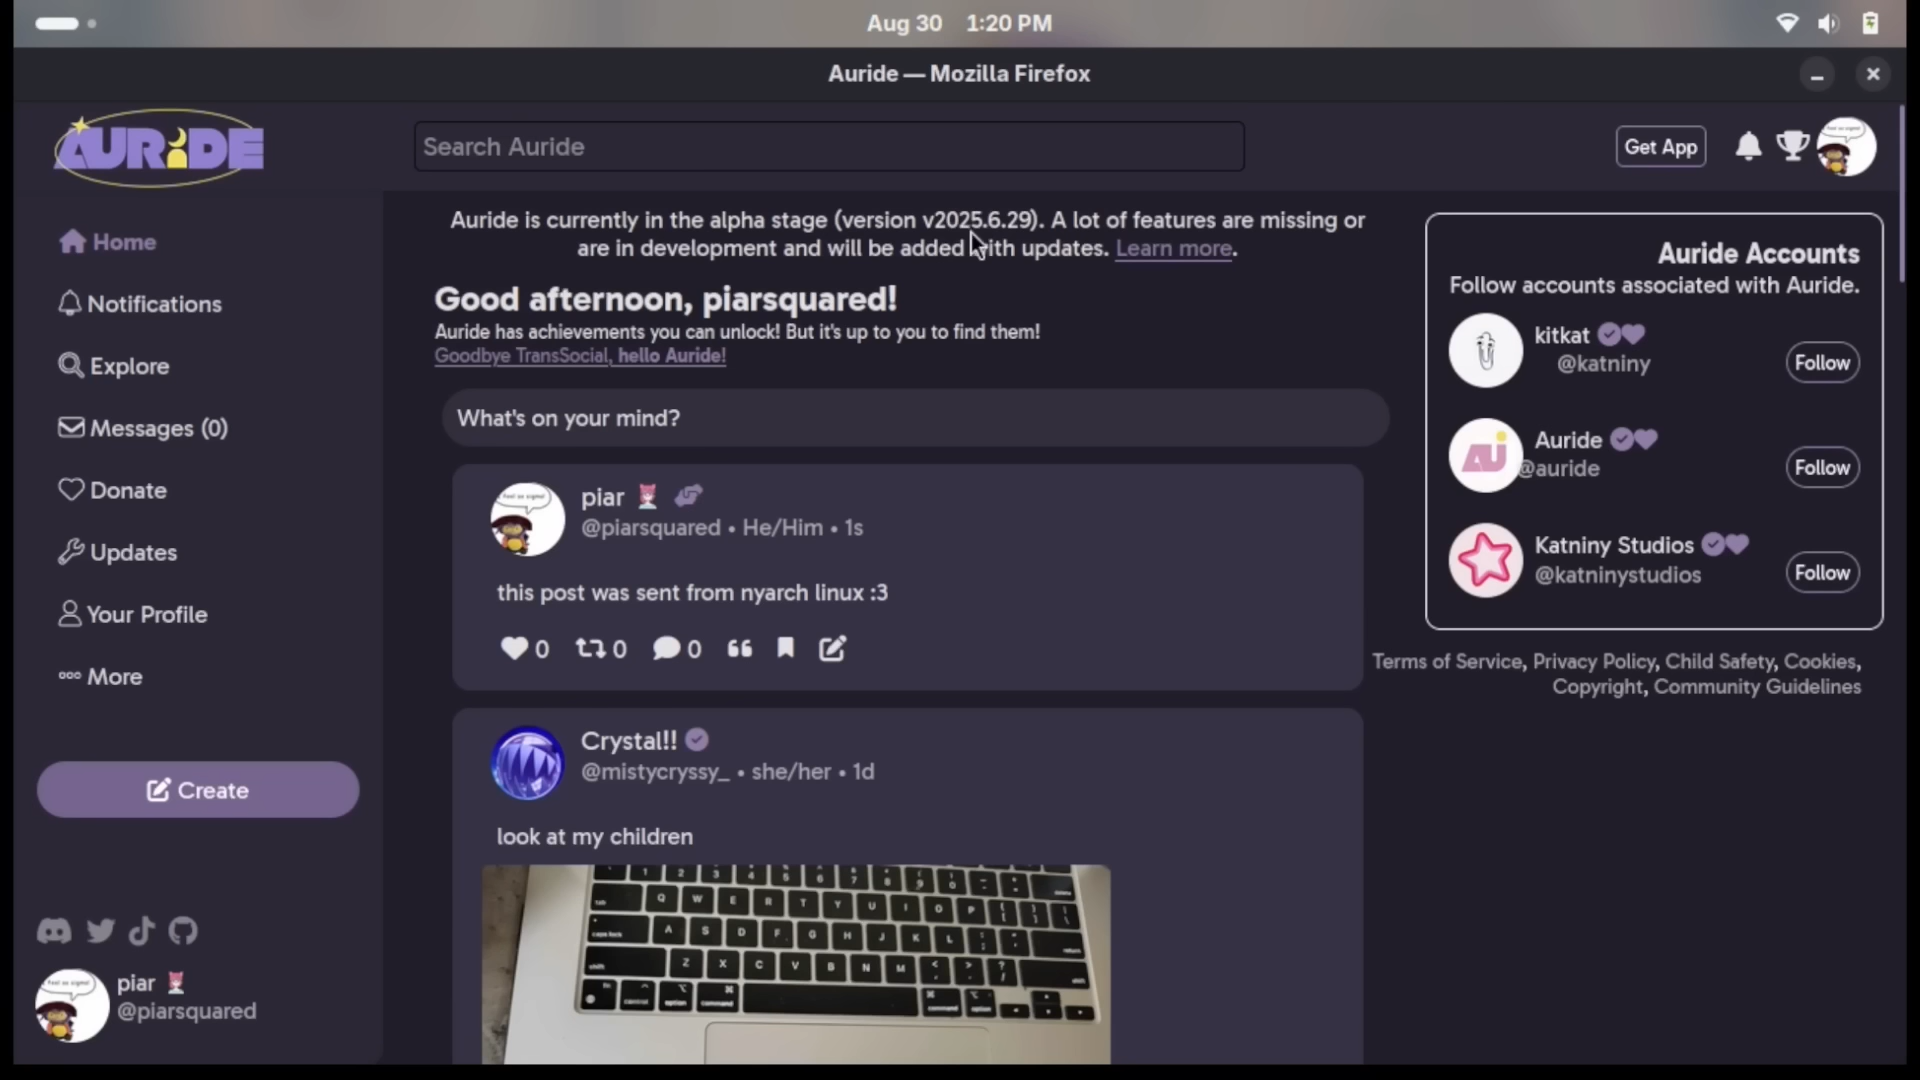 Aug 30 1:20 PM
Auride — Mozilla Firefox
AURiDE
Search Auride
Get App
Home
Notifications
Explore
Messages (0)
Donate
Updates
Your Profile
More
Create
piar
@piarsquared
Auride is currently in the alpha stage (version v2025.6.29). A lot of features are missing or
are in development and will be added with updates. Learn more.
Good afternoon, piarsquared!
Auride has achievements you can unlock! But it's up to you to find them!
Goodbye TransSocial, hello Auride!
What's on your mind?
piar
@piarsquared • He/Him • 1s
this post was sent from nyarch linux :3
0 0 0
Crystal!!
@mistycryssy_ • she/her • 1d
look at my children
Q W E R T Y U I O P
A S D F G H J K L
Z X C V B N M
control option command command option
Auride Accounts
Follow accounts associated with Auride.
kitkat
@katniny
Follow
AU
Auride
@auride
Follow
Katniny Studios
@katninystudios
Follow
Terms of Service, Privacy Policy, Child Safety, Cookies,
Copyright, Community Guidelines